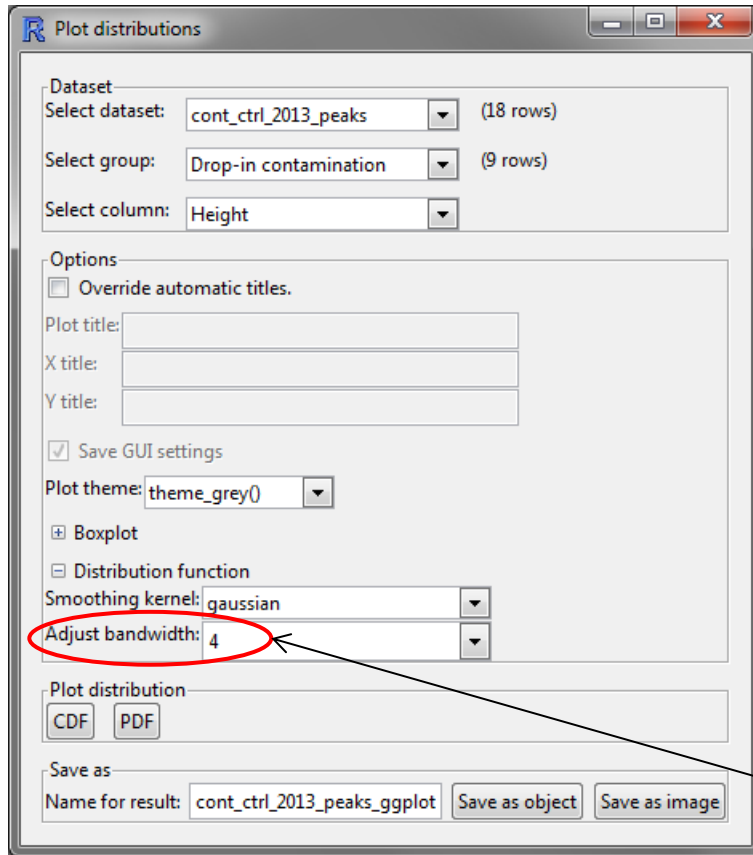 Plot distributions
Dataset
Select dataset: cont_ctrl_2013_peaks (18 rows)
Select group: Drop-in contamination (9 rows)
Select column: Height
Options
Override automatic titles.
Plot title:
X title:
Y title:
Save GUI settings
Plot theme: theme_grey()
Boxplot
Distribution function
Smoothing kernel: gaussian
Adjust bandwidth: 4
Plot distribution
CDF PDF
Save as
Name for result: cont_ctrl_2013_peaks_ggplot Save as object Save as image